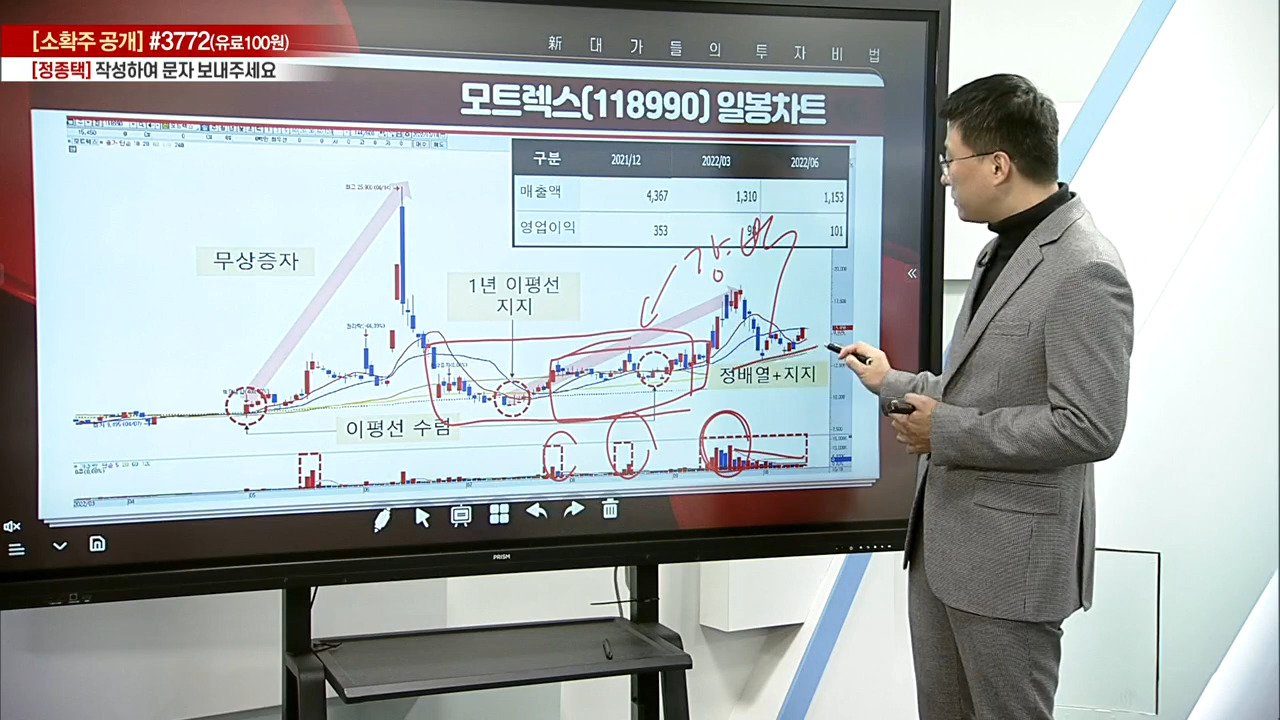 [소확주 공개] #3772(유료100원)
[정종택] 작성하여 문자 보내주세요
新 대가들의 투자비법
모트렉스(118990) 일봉차트
구분 2021/12 2022/03 2022/06
매출액 4,367 1,310 1,153
영업이익 353 101
무상증자
1년 이평선
지지
정배열+지지
이평선 수렴
PRISM